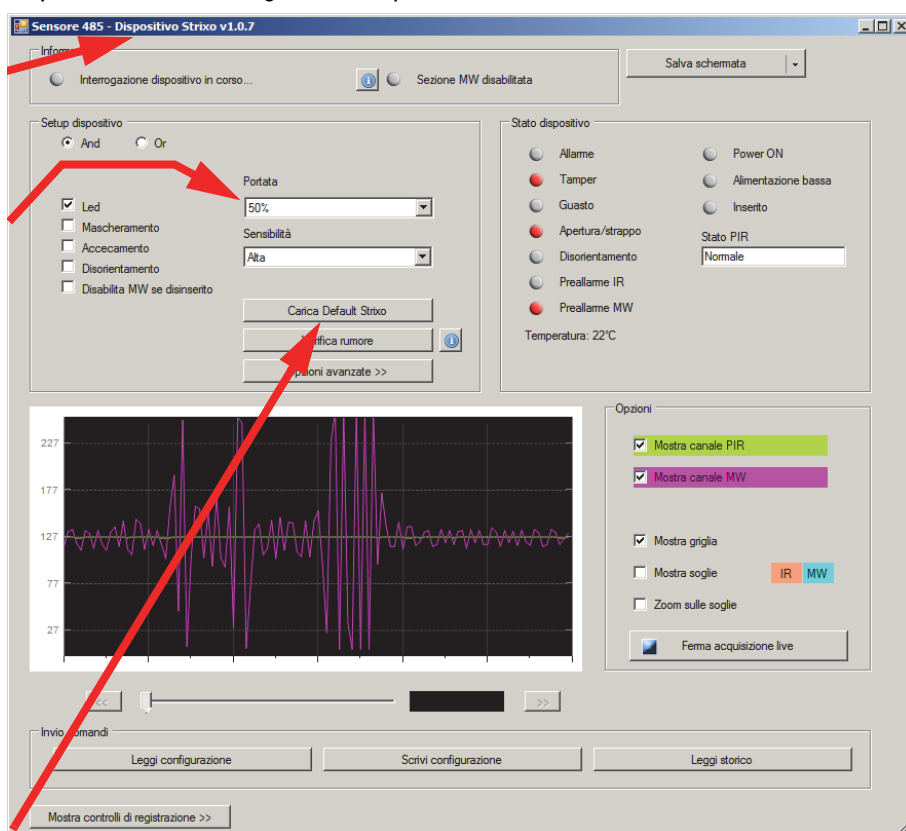 Sensore 485 - Dispositivo Strixo v1.0.7
Interrogazione dispositivo in corso...
Sezione MW disabilitata
Salva schermata
Setup dispositivo
And
Or
Portata
50%
Sensibilità
Alta
Led
Mascheramento
Accecamento
Disorientamento
Disabilita MW se disinserito
Carica Default Strixo
rumore
avanzate >>
Stato dispositivo
Allarme
Tamper
Guasto
Apertura/strappo
Disorientamento
Preallarme IR
Preallarme MW
Temperatura: 22°C
Power ON
Alimentazione bassa
Inserito
Stato PIR
Normale
227
177
127
77
27
Opzioni
Mostra canale PIR
Mostra canale MW
Mostra griglia
Mostra soglie
IR
MW
Zoom sulle soglie
Ferma acquisizione live
<<
>>
Invio comandi
Leggi configurazione
Scrivi configurazione
Leggi storico
Mostra controlli di registrazione >>